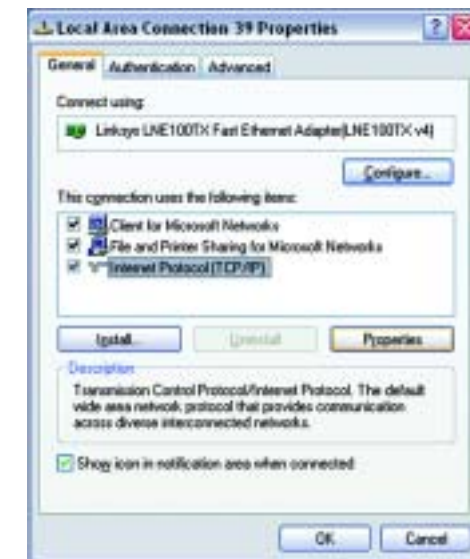 Local Area Connection 39 Properties
General Authentication Advanced
Connect using:
Linksys LNE100TX Fast Ethernet Adapter(LNE100TX v4)
Configure...
This connection uses the following items:
Client for Microsoft Networks
File and Printer Sharing for Microsoft Networks
Internet Protocol (TCP/IP)
Install... Uninstall Properties
Description
Transmission Control Protocol/Internet Protocol. The default
wide area network protocol that provides communication
across diverse interconnected networks.
Show icon in notification area when connected
OK Cancel